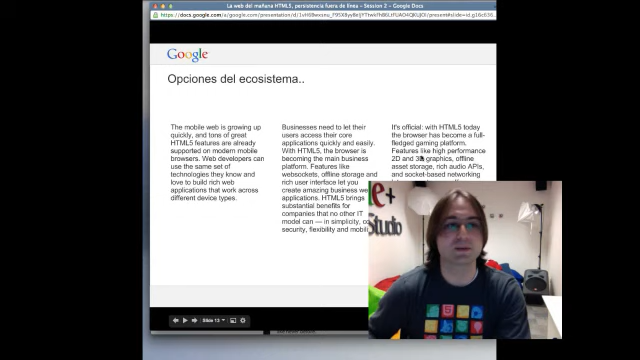 La web del mañana HTML5, persistencia fuera de línea – Session 2 – Google Docs
Google
Opciones del ecosistema..
The mobile web is growing up
quickly, and tons of great
HTML5 features are already
supported on modern mobile
browsers. Web developers can
use the same set of
technologies they know and
love to build rich web
applications that work across
different device types.
Businesses need to let their
users access their core
applications quickly and easily.
With HTML5, the browser is
becoming the main business
platform. Features like
websockets, offline storage and
rich user interface let you
create amazing business we
applications. HTML5 brings
substantial benefits for
companies that no other IT
model can — in simplicity, co
security, flexibility and mobili
It's official: with HTML5 today
the browser has become a full-
fledged gaming platform.
Features like high performance
2D and 3D graphics, offline
asset storage, rich audio APIs,
and socket-based networking
e+
Studio
Slide 13